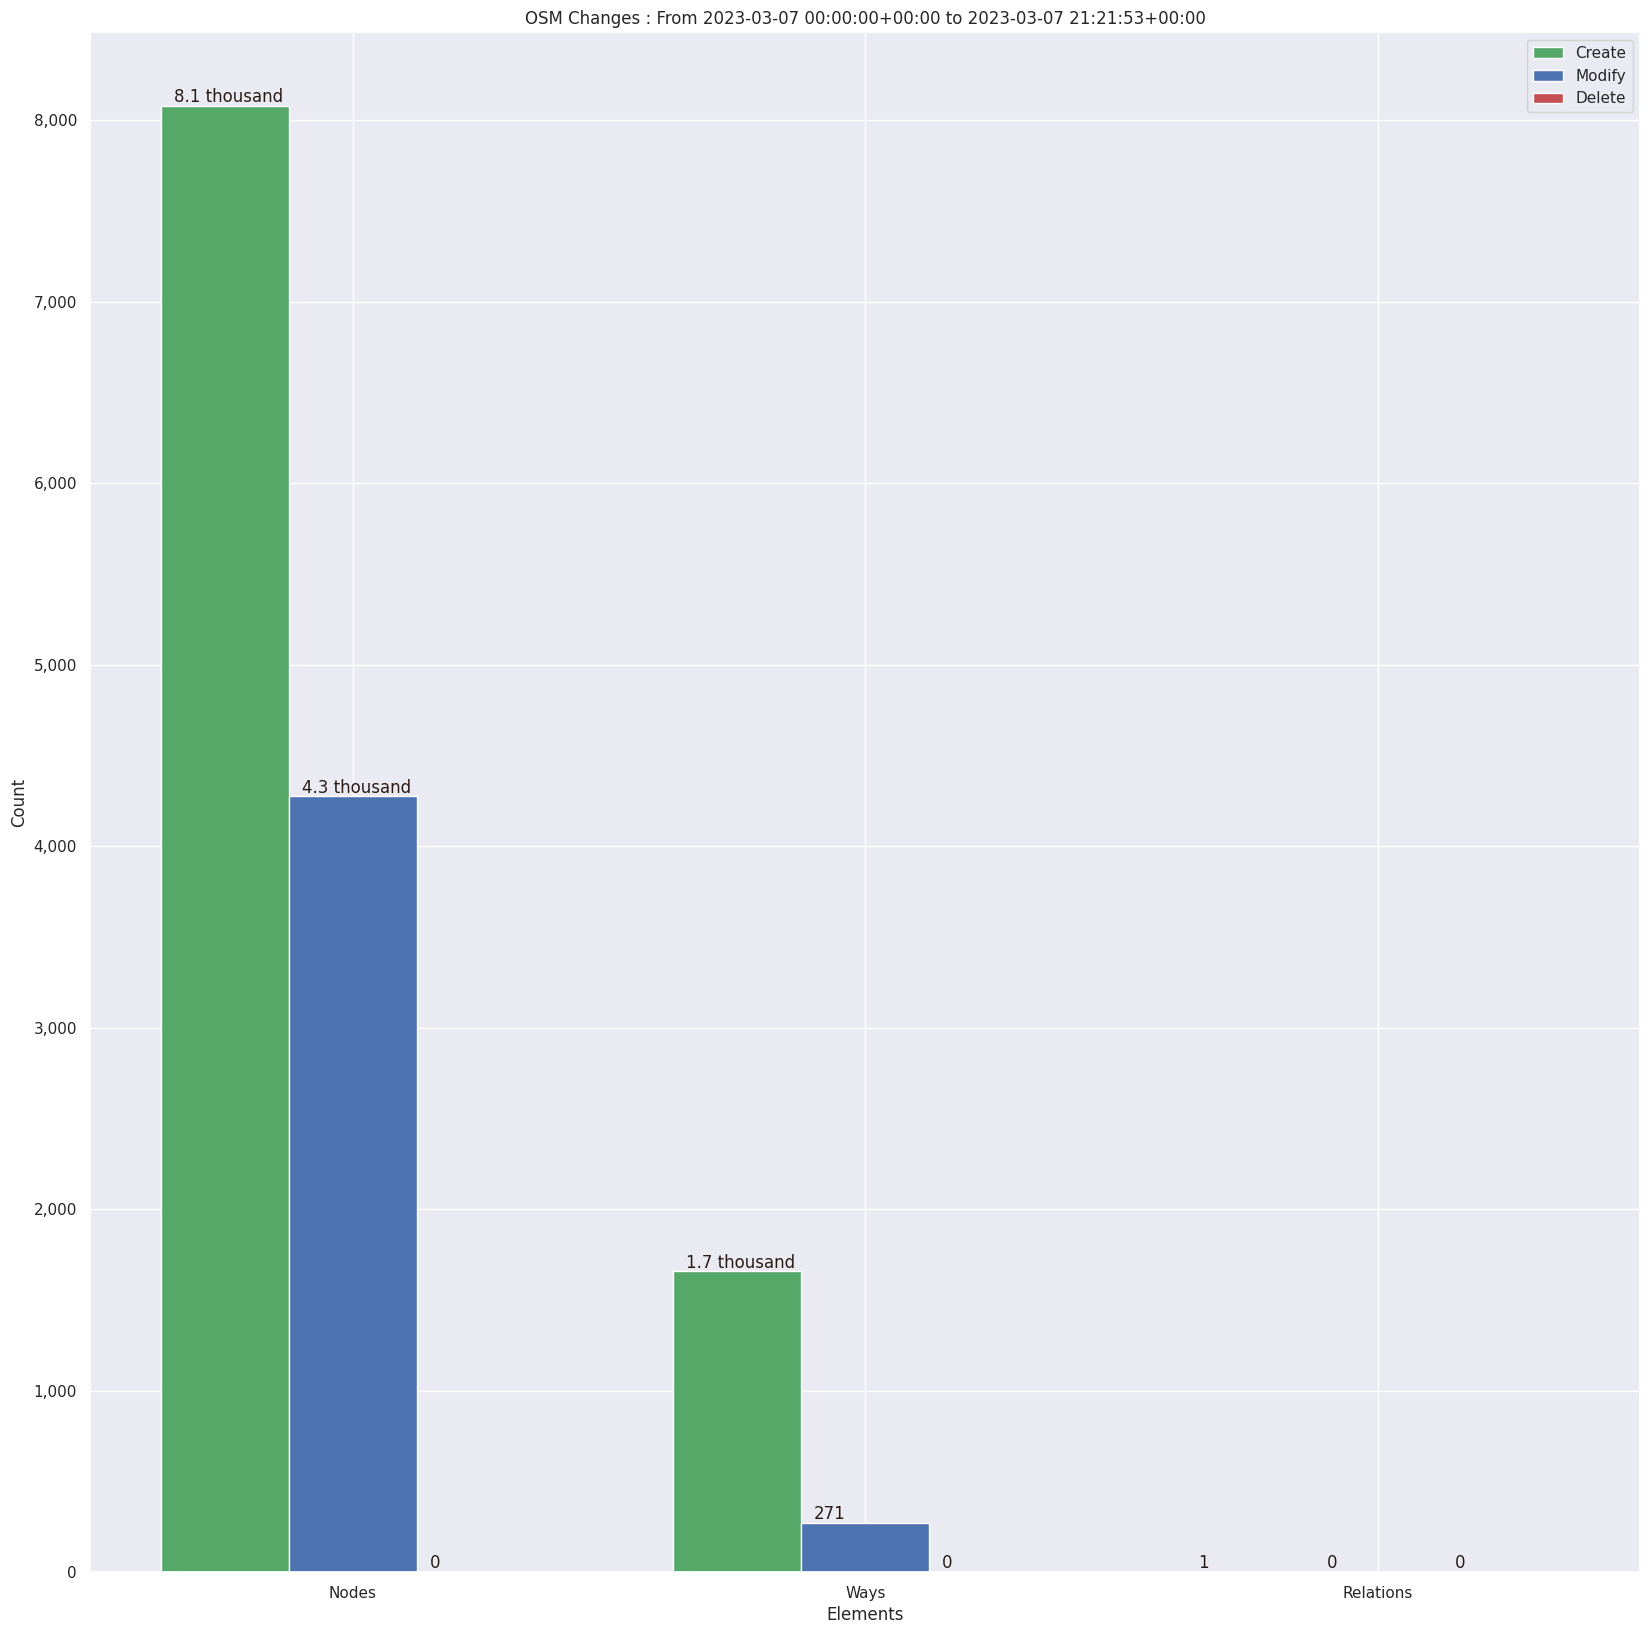 OSM Changes : From 2023-03-07 00:00:00+00:00 to 2023-03-07 21:21:53+00:00
Create
Modify
Delete
8.1 thousand
8,000
7,000
6,000
5,000
4.3 thousand
Count
4,000
3,000
2,000
1.7 thousand
1,000
271
0
0
1
0
0
0
Nodes
Ways
Relations
Elements